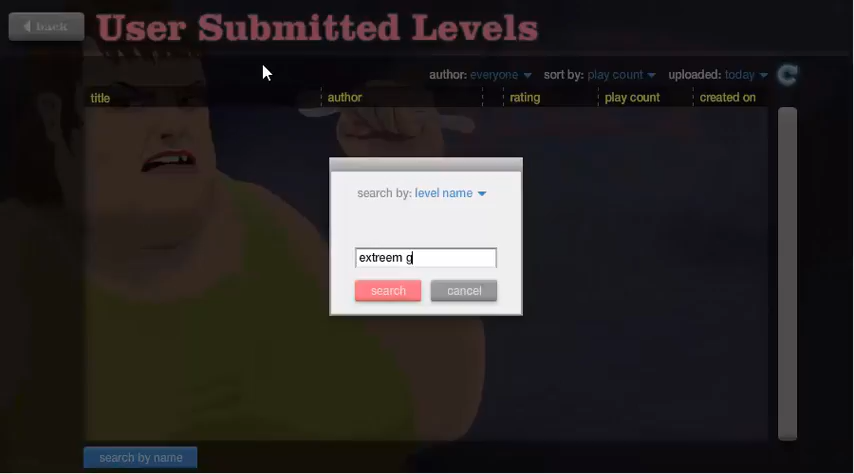 back
User Submitted Levels
author: everyone sort by: play count uploaded: today
title author rating play count created on
search by: level name
extreem g
search cancel
search by name